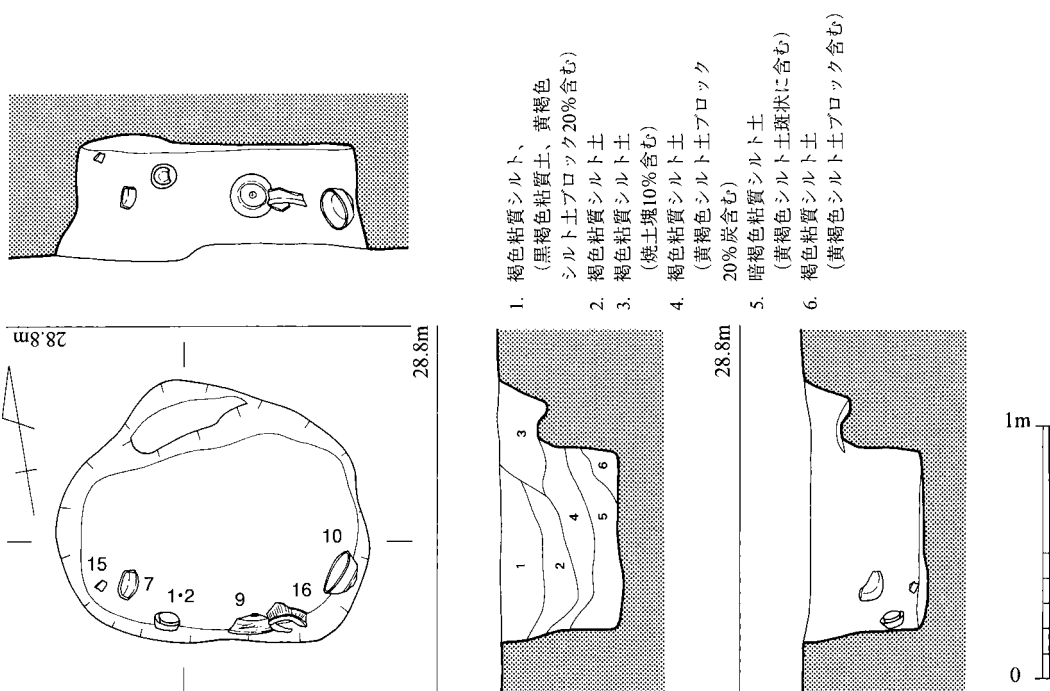 1. 褐色粘質シルト、
(黒褐色粘質土、黄褐色
シルト土ブロック20%含む)
2. 褐色粘質シルト土
3. 褐色粘質シルト土
(焼土塊10%含む)
4. 褐色粘質シルト土
(黄褐色シルト土ブロック
20%炭含む)
5. 暗褐色粘質シルト土
(黄褐色シルト土斑状に含む)
6. 褐色粘質シルト土
(黄褐色シルト土ブロック含む)
28.8m
28.8m
28.8m
15
7
1・2
9
16
10
1
2
3
4
5
6
1m
0